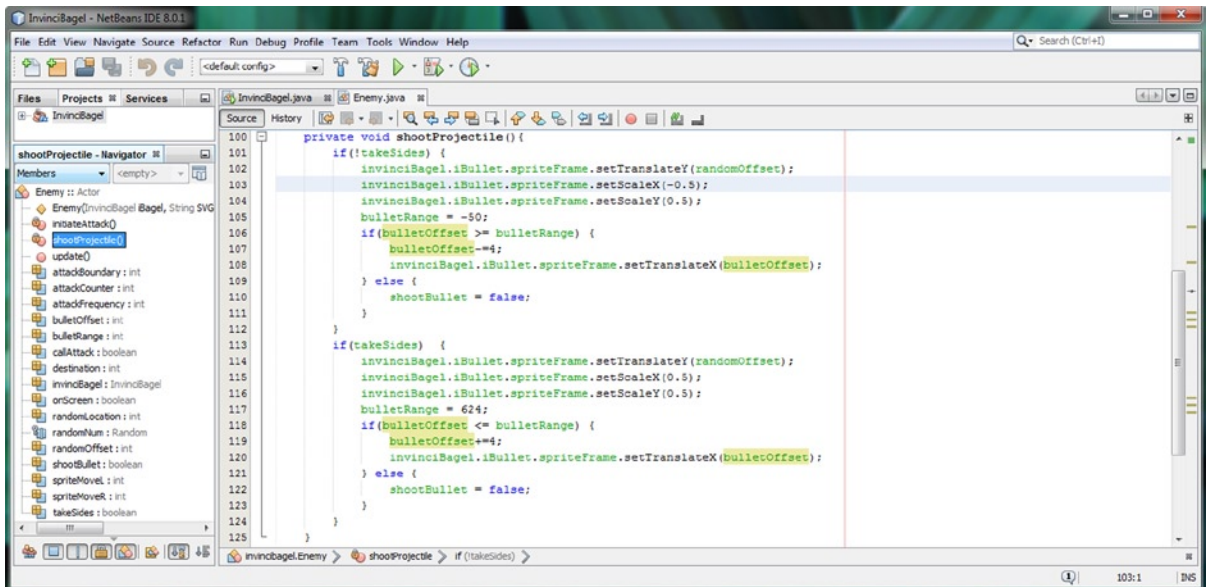 InvinciBagel - NetBeans IDE 8.0.1
File Edit View Navigate Source Refactor Run Debug Profile Team Tools Window Help
Search (Ctrl+I)
<default config>
Files Projects Services
InvinciBagel
InvinciBagel.java Enemy.java
Source History
shootProjectile - Navigator
Members <empty>
Enemy :: Actor
Enemy(InvinciBagel iBagel, String SVG
initiateAttack()
shootProjectile()
update()
attackBoundary : int
attackCounter : int
attackFrequency : int
bulletOffset : int
bulletRange : int
callAttack : boolean
destination : int
invinciBagel : InvinciBagel
onScreen : boolean
randomLocation : int
randomNum : Random
randomOffset : int
shootBullet : boolean
spriteMoveL : int
spriteMoveR : int
takeSides : boolean
100 private void shootProjectile(){
101 if(!takeSides) {
102 invinciBagel.iBullet.spriteFrame.setTranslateY(randomOffset);
103 invinciBagel.iBullet.spriteFrame.setScaleX(-0.5);
104 invinciBagel.iBullet.spriteFrame.setScaleY(0.5);
105 bulletRange = -50;
106 if(bulletOffset >= bulletRange) {
107 bulletOffset-=4;
108 invinciBagel.iBullet.spriteFrame.setTranslateX(bulletOffset);
109 } else {
110 shootBullet = false;
111 }
112 }
113 if(takeSides) {
114 invinciBagel.iBullet.spriteFrame.setTranslateY(randomOffset);
115 invinciBagel.iBullet.spriteFrame.setScaleX(0.5);
116 invinciBagel.iBullet.spriteFrame.setScaleY(0.5);
117 bulletRange = 624;
118 if(bulletOffset <= bulletRange) {
119 bulletOffset+=4;
120 invinciBagel.iBullet.spriteFrame.setTranslateX(bulletOffset);
121 } else {
122 shootBullet = false;
123 }
124 }
125 }
invincibagel.Enemy shootProjectile if (!takeSides)
103:1 INS